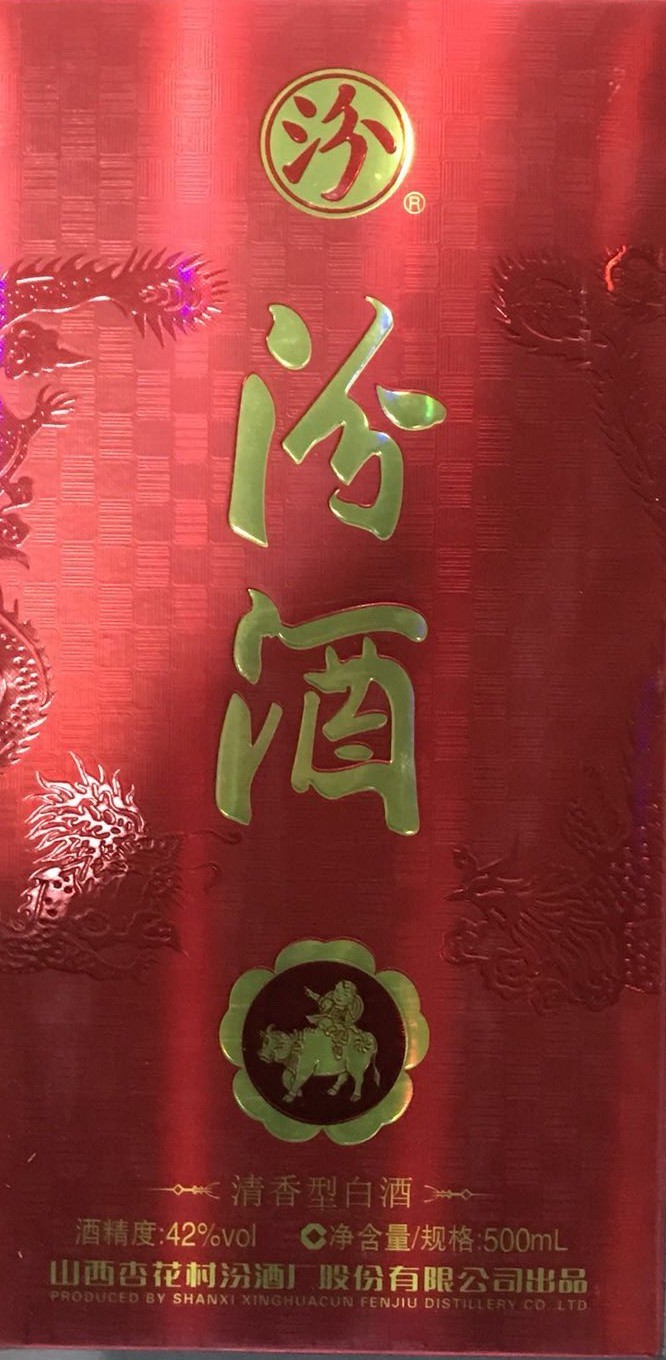 汾
®
汾酒
清香型白酒
酒精度:42%vol 净含量/规格:500mL
山西杏花村汾酒厂股份有限公司出品
PRODUCED BY SHANXI XINGHUACUN FENJIU DISTILLERY CO. LTD